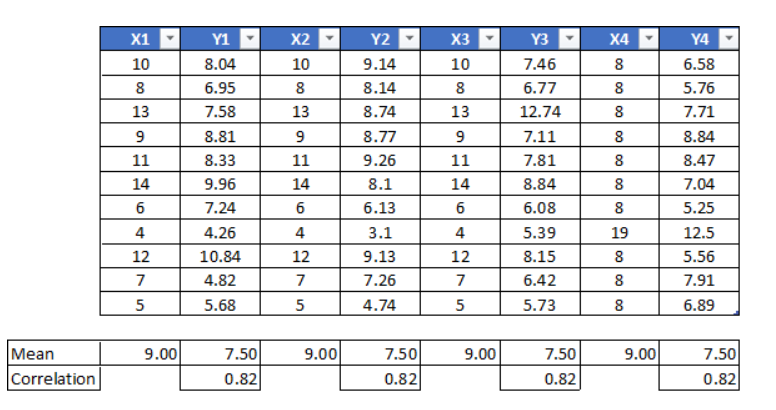 X1 Y1 X2 Y2 X3 Y3 X4 Y4
10 8.04 10 9.14 10 7.46 8 6.58
8 6.95 8 8.14 8 6.77 8 5.76
13 7.58 13 8.74 13 12.74 8 7.71
9 8.81 9 8.77 9 7.11 8 8.84
11 8.33 11 9.26 11 7.81 8 8.47
14 9.96 14 8.1 14 8.84 8 7.04
6 7.24 6 6.13 6 6.08 8 5.25
4 4.26 4 3.1 4 5.39 19 12.5
12 10.84 12 9.13 12 8.15 8 5.56
7 4.82 7 7.26 7 6.42 8 7.91
5 5.68 5 4.74 5 5.73 8 6.89
Mean 9.00 7.50 9.00 7.50 9.00 7.50 9.00 7.50
Correlation 0.82 0.82 0.82 0.82